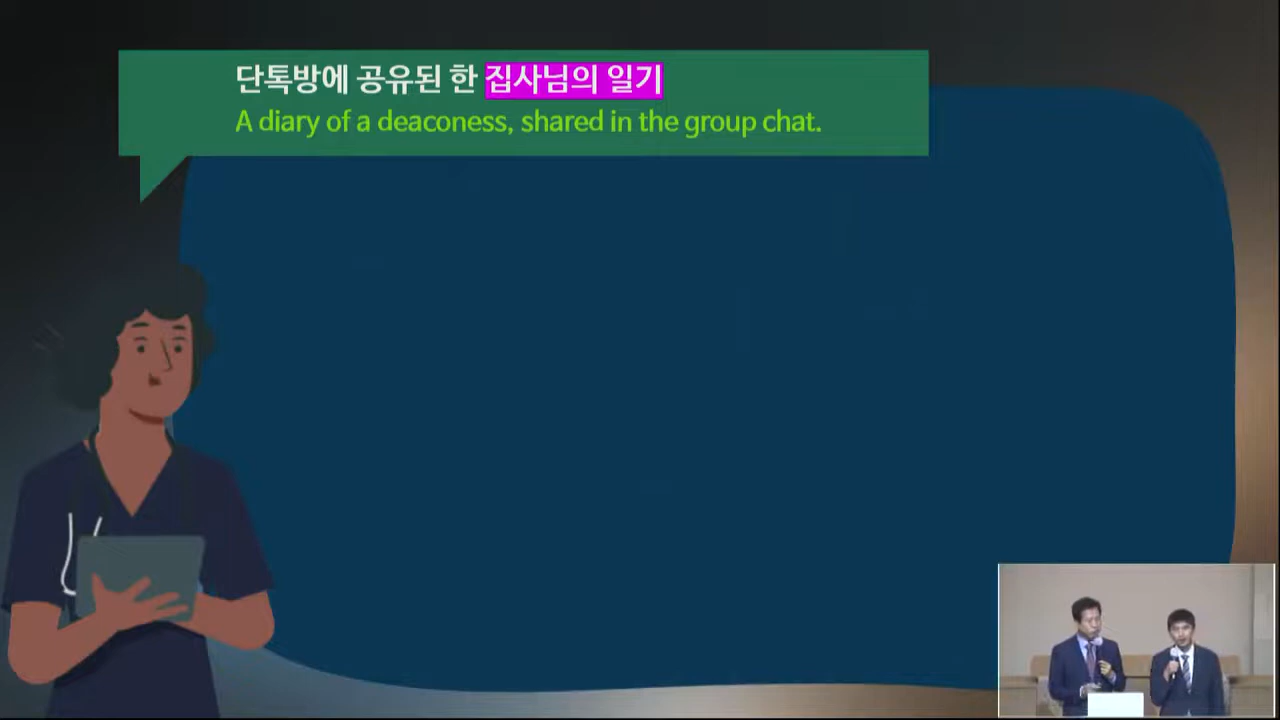 단톡방에 공유된 한 집사님의 일기
A diary of a deaconess, shared in the group chat.